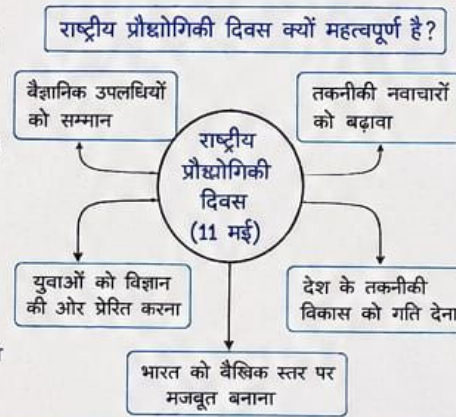 राष्ट्रीय प्रौद्योगिकी दिवस क्यों महत्वपूर्ण है?
वैज्ञानिक उपलधियों
को सम्मान
तकनीकी नवाचारों
को बढ़ावा
राष्ट्रीय
प्रौद्योगिकी
दिवस
(11 मई)
युवाओं को विज्ञान
की ओर प्रेरित करना
देश के तकनीकी
विकास को गति देना
भारत को वैखिक स्तर पर
मजबूत बनाना